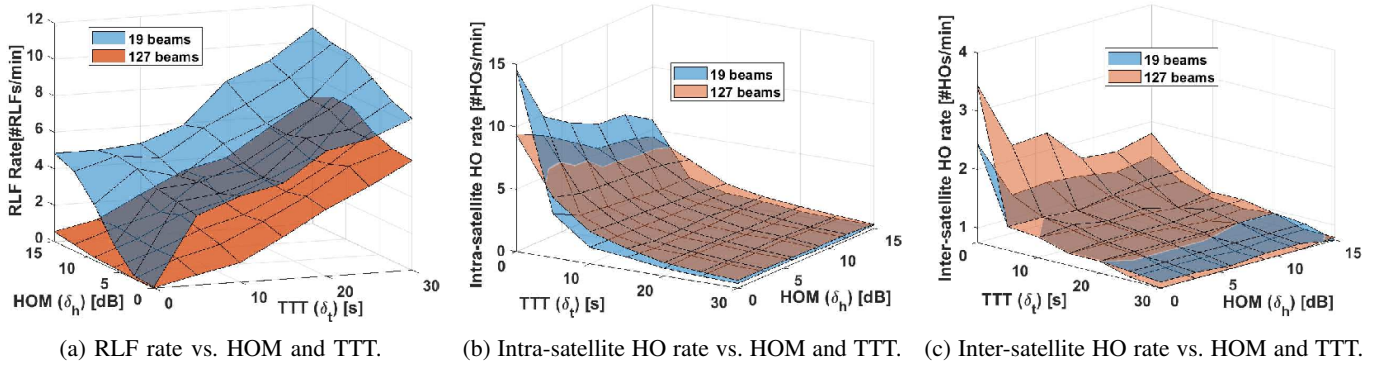 12
10
8
6
4
2
0
RLF Rate[#RLFs/min]
19 beams
127 beams
15
10
5
0
HOM (δh) [dB]
0
10
20
30
TTT (δt) [s]
15
10
5
0
Intra-satellite HO rate [#HOs/min]
19 beams
127 beams
0
10
20
30
TTT (δt) [s]
0
5
10
15
HOM (δh) [dB]
4
3
2
1
Inter-satellite HO rate [#HOs/min]
19 beams
127 beams
0
10
20
30
TTT (δt) [s]
0
5
10
15
HOM (δh) [dB]
(a) RLF rate vs. HOM and TTT.
(b) Intra-satellite HO rate vs. HOM and TTT.
(c) Inter-satellite HO rate vs. HOM and TTT.